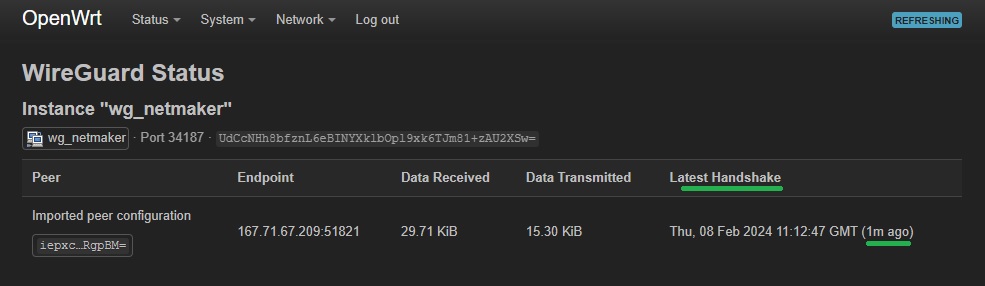 OpenWrt Status System Network Log out REFRESHING
WireGuard Status
Instance "wg_netmaker"
wg_netmaker · Port 34187 · UdCcNHh8bfznL6eBINYXklbOpl9xk6TJm81+zAU2XSw=
Peer Endpoint Data Received Data Transmitted Latest Handshake
Imported peer configuration
iepxc…RgpBM= 167.71.67.209:51821 29.71 KiB 15.30 KiB Thu, 08 Feb 2024 11:12:47 GMT (1m ago)